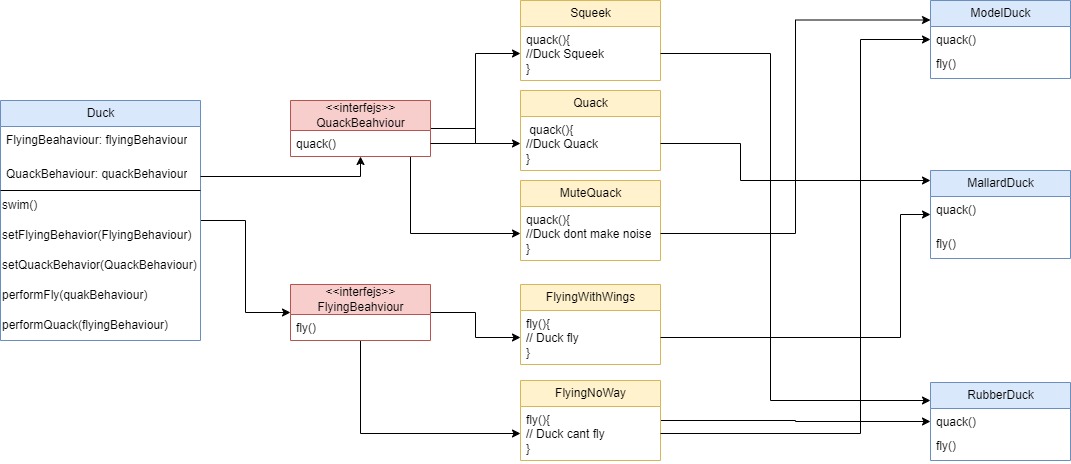 Duck
FlyingBeahaviour: flyingBehaviour
QuackBehaviour: quackBehaviour
swim()
setFlyingBehavior(FlyingBehaviour)
setQuackBehavior(QuackBehaviour)
performFly(quakBehaviour)
performQuack(flyingBehaviour)
<<interfejs>>
QuackBeahviour
quack()
<<interfejs>>
FlyingBeahviour
fly()
Squeek
quack(){
//Duck Squeek
}
Quack
quack(){
//Duck Quack
}
MuteQuack
quack(){
//Duck dont make noise
}
FlyingWithWings
fly(){
// Duck fly
}
FlyingNoWay
fly(){
// Duck cant fly
}
ModelDuck
quack()
fly()
MallardDuck
quack()
fly()
RubberDuck
quack()
fly()